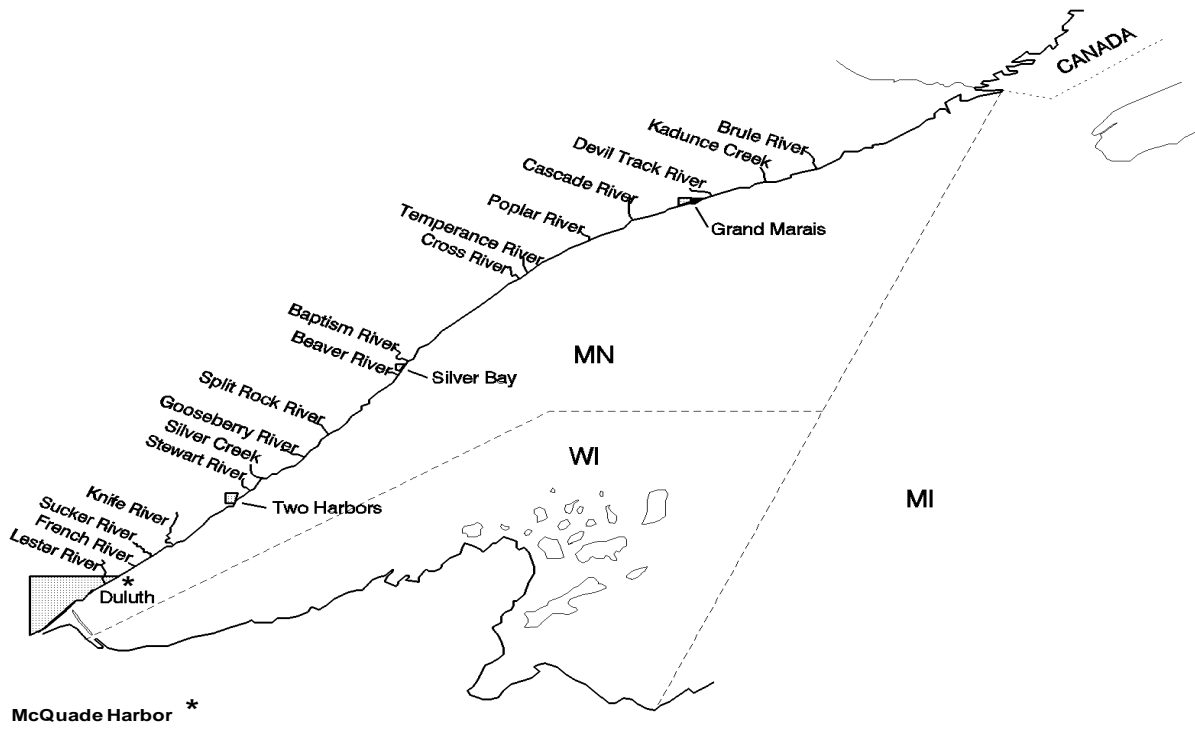 CANADA
Brule River
Kadunce Creek
Devil Track River
Cascade River
Grand Marais
Poplar River
Temperance River
Cross River
Baptism River
Beaver River
MN
Silver Bay
Split Rock River
Gooseberry River
Silver Creek
Stewart River
WI
MI
Two Harbors
Knife River
Sucker River
French River
Lester River
*
Duluth
McQuade Harbor *